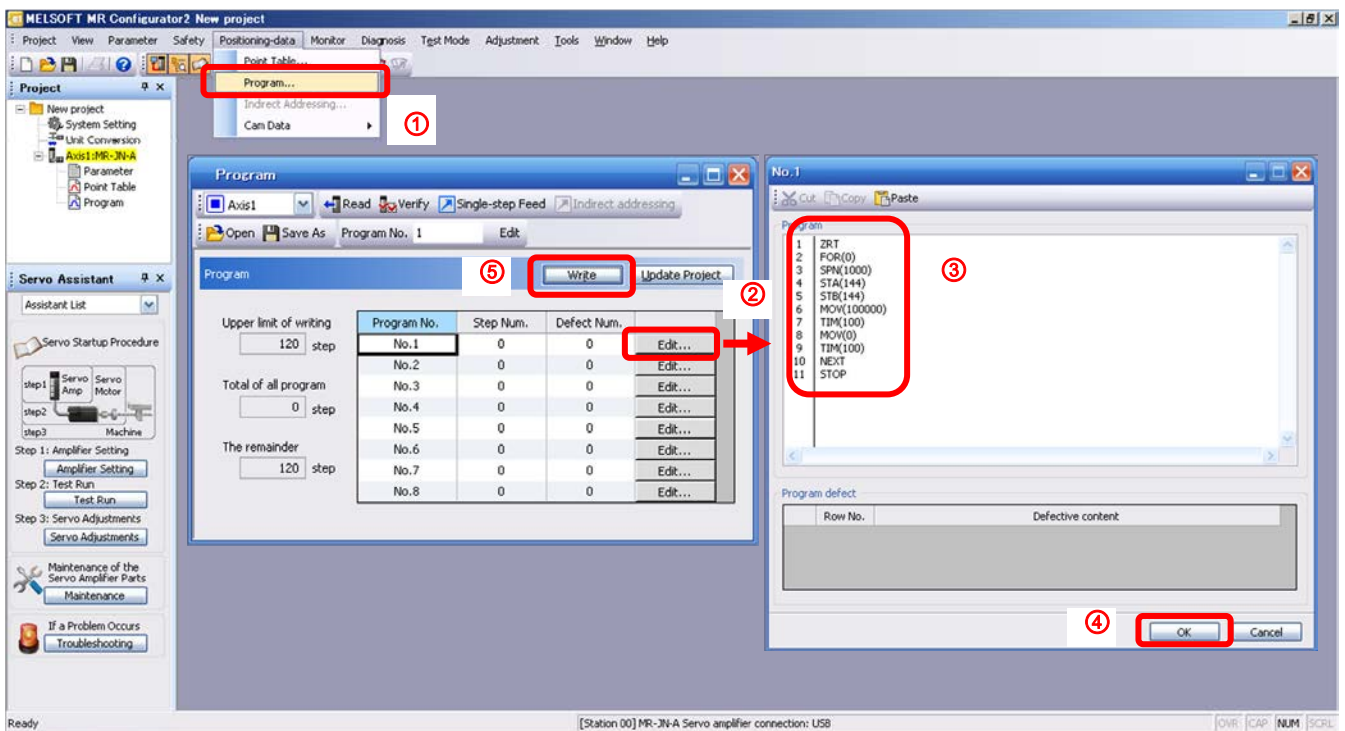 MELSOFT MR Configurator2 New project
Project View Parameter Safety Positioning-data Monitor Diagnosis Test Mode Adjustment Tools Window Help
Point Table...
Program...
Indirect Addressing...
Cam Data
①
Project
New project
System Setting
Unit Conversion
Axis1:MR-JN-A
Parameter
Point Table
Program
Servo Assistant
Assistant List
Servo Startup Procedure
step1 Servo Amp Servo Motor
step2
step3 Machine
Step 1: Amplifier Setting
Amplifier Setting
Step 2: Test Run
Test Run
Step 3: Servo Adjustments
Servo Adjustments
Maintenance of the
Servo Amplifier Parts
Maintenance
If a Problem Occurs
Troubleshooting
Program
Axis1 Read Verify Single-step Feed Indirect addressing
Open Save As Program No. 1 Edit
Program ⑤ Write Update Project
②
Upper limit of writing
120 step
Total of all program
0 step
The remainder
120 step
Program No. Step Num. Defect Num.
No.1 0 0 Edit...
No.2 0 0 Edit...
No.3 0 0 Edit...
No.4 0 0 Edit...
No.5 0 0 Edit...
No.6 0 0 Edit...
No.7 0 0 Edit...
No.8 0 0 Edit...
No.1
Cut Copy Paste
Program
③
1 ZRT
2 FOR(0)
3 SPN(1000)
4 STA(144)
5 STB(144)
6 MOV(100000)
7 TIM(100)
8 MOV(0)
9 TIM(100)
10 NEXT
11 STOP
Program defect
Row No. Defective content
④ OK Cancel
Ready [Station 00] MR-JN-A Servo amplifier connection: USB OVR CAP NUM SCRL